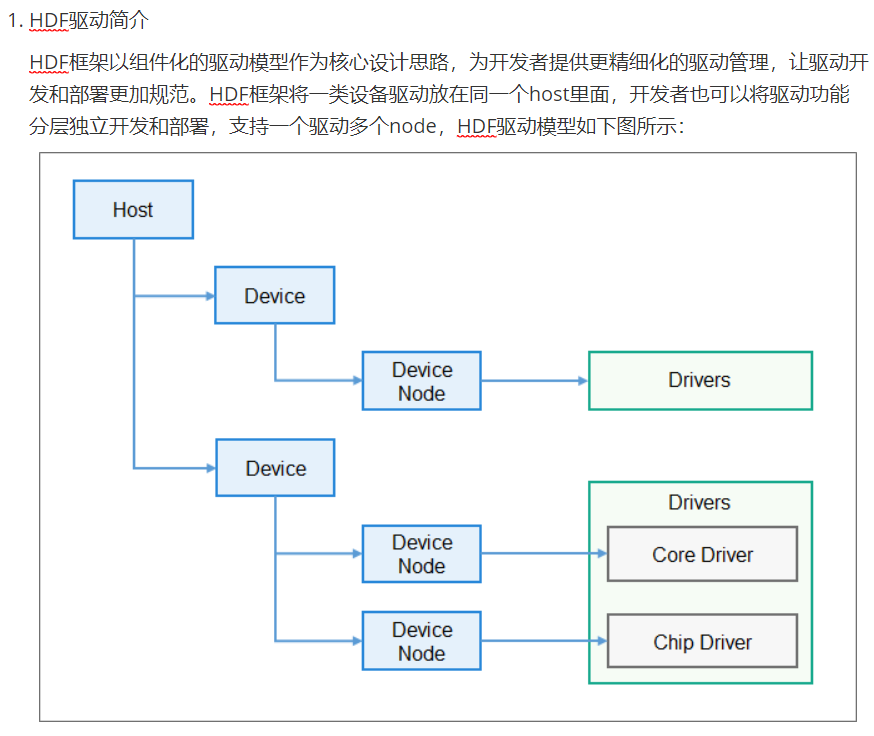 1. HDF驱动简介
HDF框架以组件化的驱动模型作为核心设计思路，为开发者提供更精细化的驱动管理，让驱动开
发和部署更加规范。HDF框架将一类设备驱动放在同一个host里面，开发者也可以将驱动功能
分层独立开发和部署，支持一个驱动多个node，HDF驱动模型如下图所示：
Host
Device
Device
Node
Drivers
Device
Drivers
Device
Node
Core Driver
Device
Node
Chip Driver